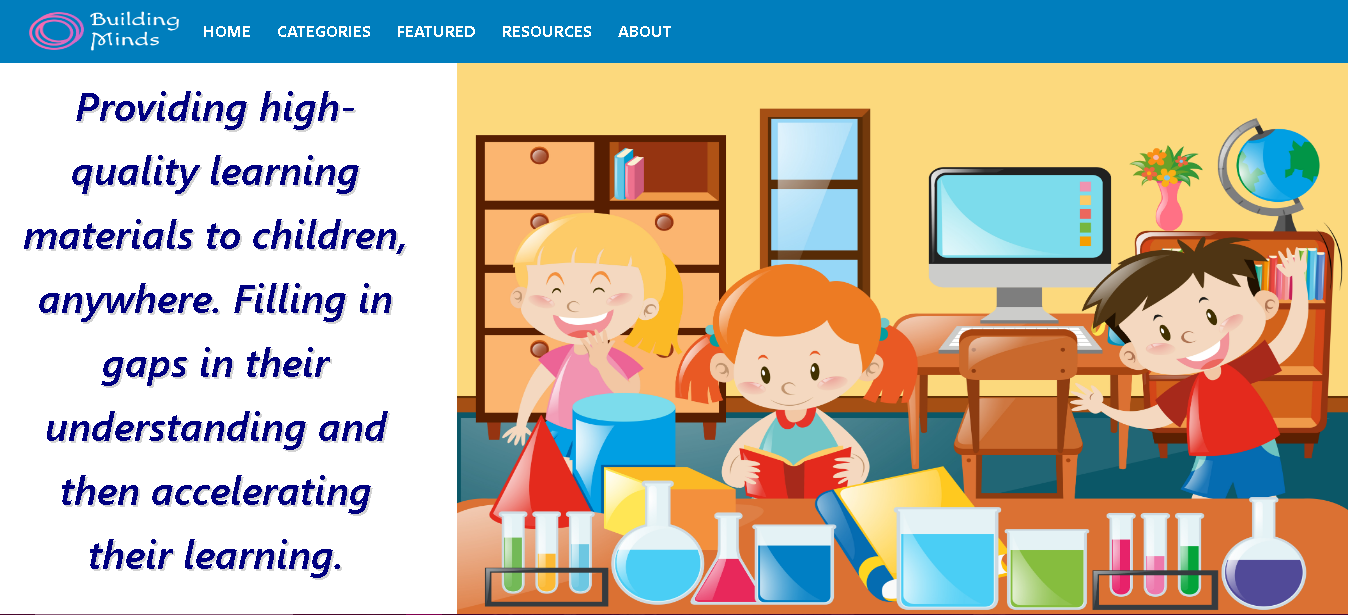 Building
Minds
HOME CATEGORIES FEATURED RESOURCES ABOUT
Providing high-
quality learning
materials to children,
anywhere. Filling in
gaps in their
understanding and
then accelerating
their learning.